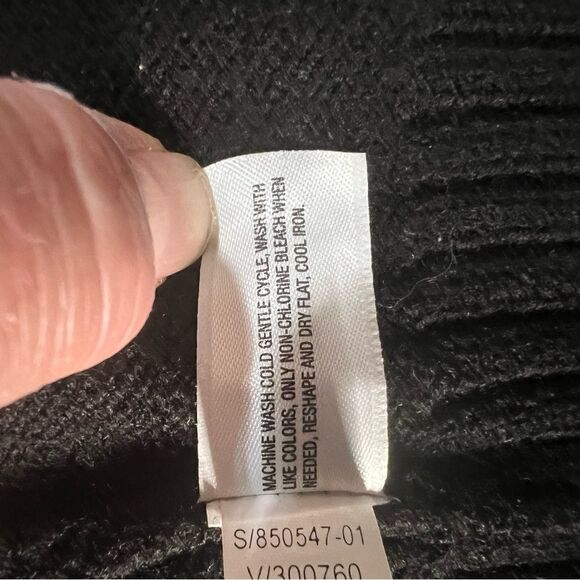 MACHINE WASH COLD GENTLE CYCLE, WASH WITH
LIKE COLORS, ONLY NON-CHLORINE BLEACH WHEN
NEEDED, RESHAPE AND DRY FLAT, COOL IRON.
S/850547-01
V/300760